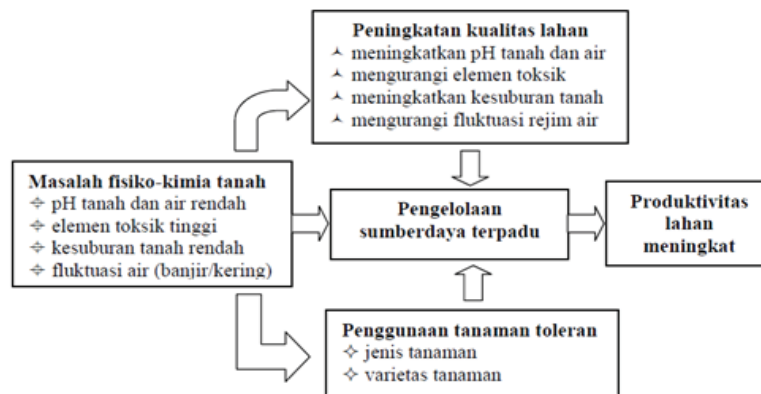 Peningkatan kualitas lahan
meningkatkan pH tanah dan air
mengurangi elemen toksik
meningkatkan kesuburan tanah
mengurangi fluktuasi rejim air
Masalah fisiko-kimia tanah
pH tanah dan air rendah
elemen toksik tinggi
kesuburan tanah rendah
fluktuasi air (banjir/kering)
Pengelolaan
sumberdaya terpadu
Produktivitas
lahan
meningkat
Penggunaan tanaman toleran
jenis tanaman
varietas tanaman